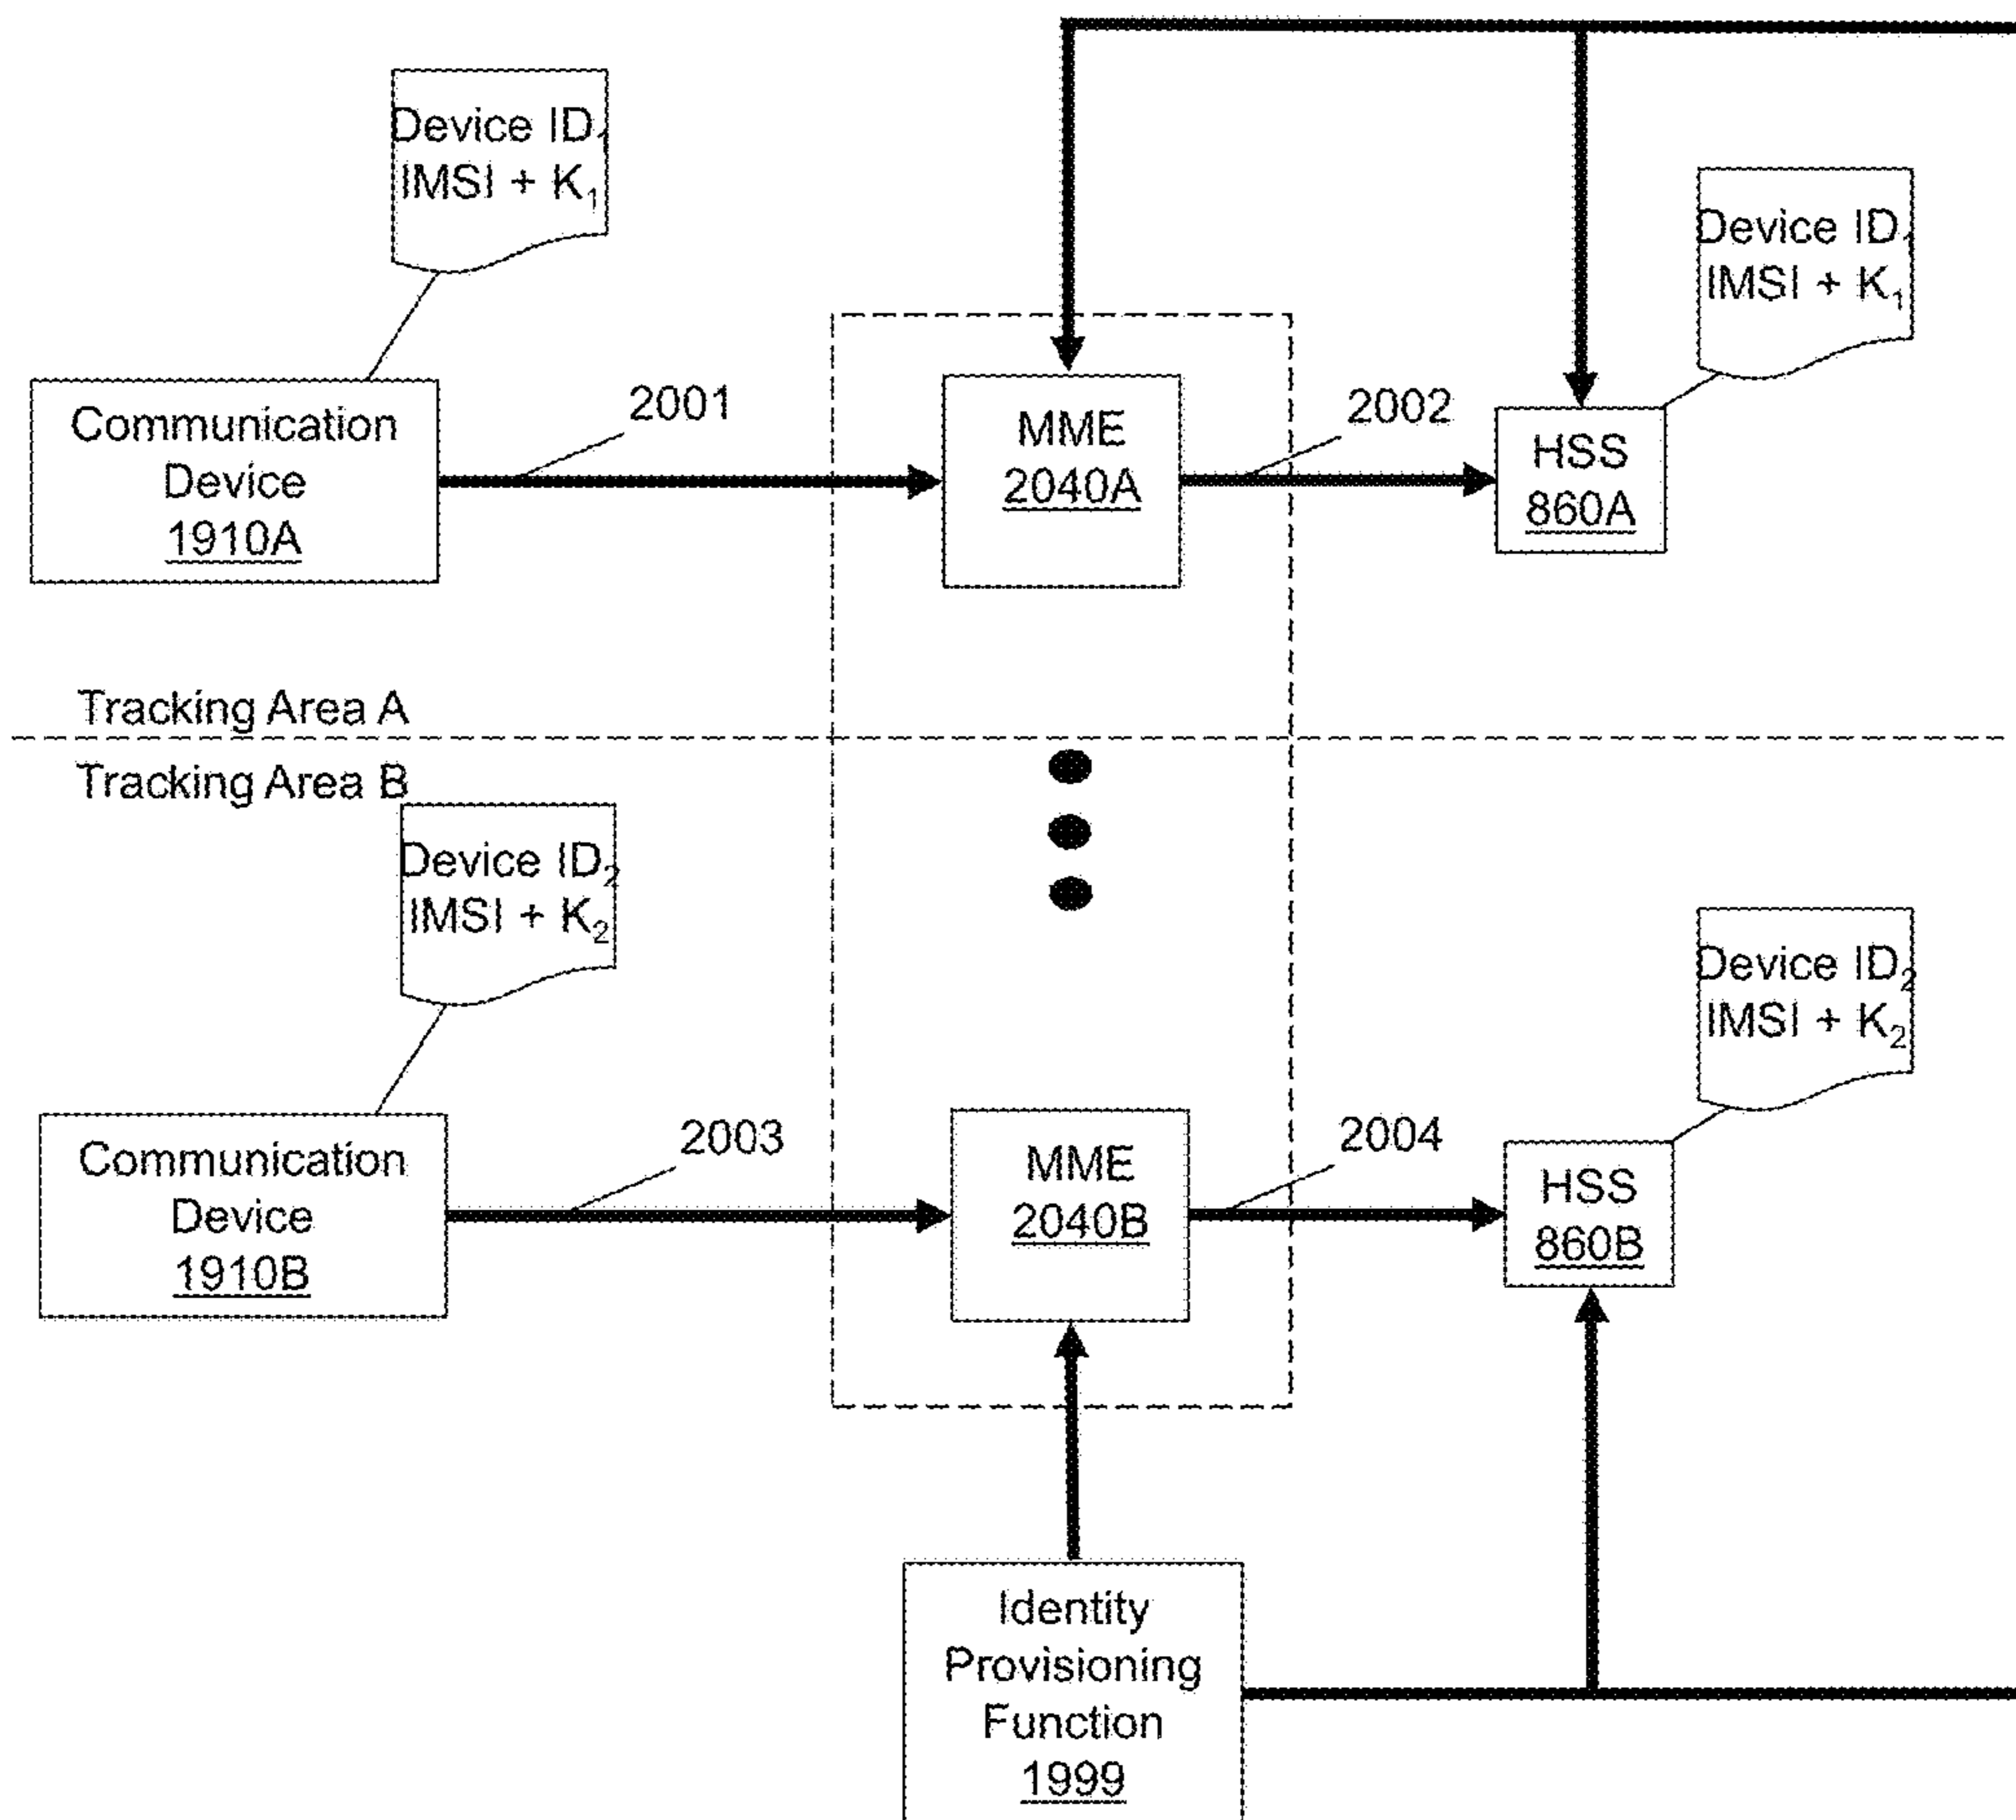 Device ID₁
IMSI + K₁
Device ID₁
IMSI + K₁
Communication
Device
1910A
2001
MME
2040A
2002
HSS
860A
Tracking Area A
Tracking Area B
Device ID₂
IMSI + K₂
Device ID₂
IMSI + K₂
Communication
Device
1910B
2003
MME
2040B
2004
HSS
860B
Identity
Provisioning
Function
1999